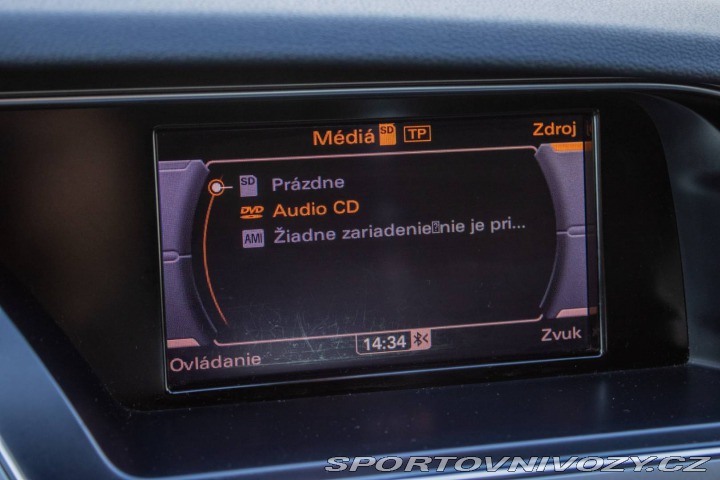 Médiá SD TP
Zdroj
SD Prázdne
DVD Audio CD
AMI Žiadne zariadenie▯nie je pri...
14:34
Ovládanie
Zvuk
SPORTOVNIVOZY.CZ